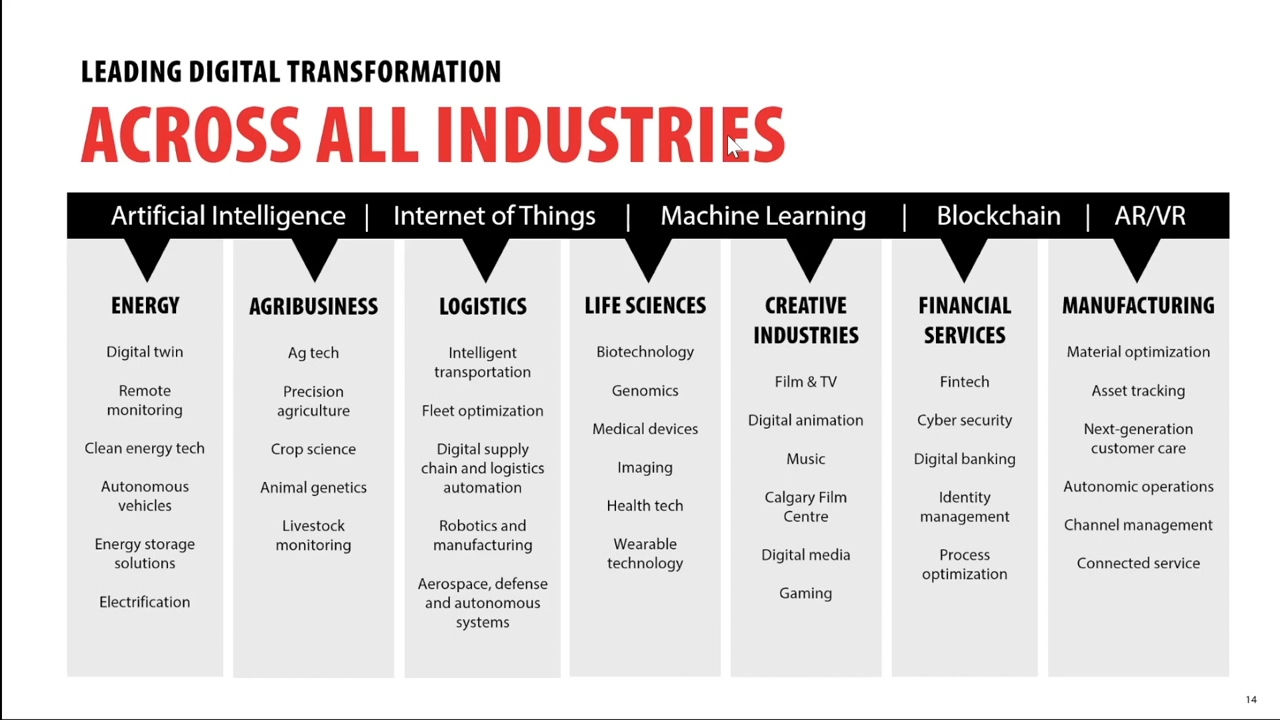 LEADING DIGITAL TRANSFORMATION
ACROSS ALL INDUSTRIES
Artificial Intelligence | Internet of Things | Machine Learning | Blockchain | AR/VR
ENERGY
Digital twin
Remote
monitoring
Clean energy tech
Autonomous
vehicles
Energy storage
solutions
Electrification
AGRIBUSINESS
Ag tech
Precision
agriculture
Crop science
Animal genetics
Livestock
monitoring
LOGISTICS
Intelligent
transportation
Fleet optimization
Digital supply
chain and logistics
automation
Robotics and
manufacturing
Aerospace, defense
and autonomous
systems
LIFE SCIENCES
Biotechnology
Genomics
Medical devices
Imaging
Health tech
Wearable
technology
CREATIVE
INDUSTRIES
Film & TV
Digital animation
Music
Calgary Film
Centre
Digital media
Gaming
FINANCIAL
SERVICES
Fintech
Cyber security
Digital banking
Identity
management
Process
optimization
MANUFACTURING
Material optimization
Asset tracking
Next-generation
customer care
Autonomic operations
Channel management
Connected service
14